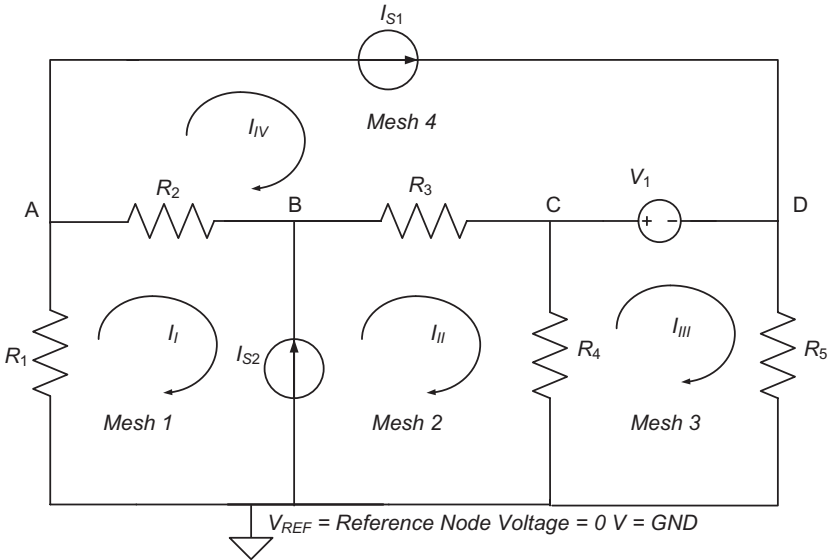 I_S1
Mesh 4
I_IV
R_2
R_3
V_1
A
B
C
D
+ −
R_1
I_I
I_S2
I_II
R_4
I_III
R_5
Mesh 1
Mesh 2
Mesh 3
V_REF = Reference Node Voltage = 0 V = GND